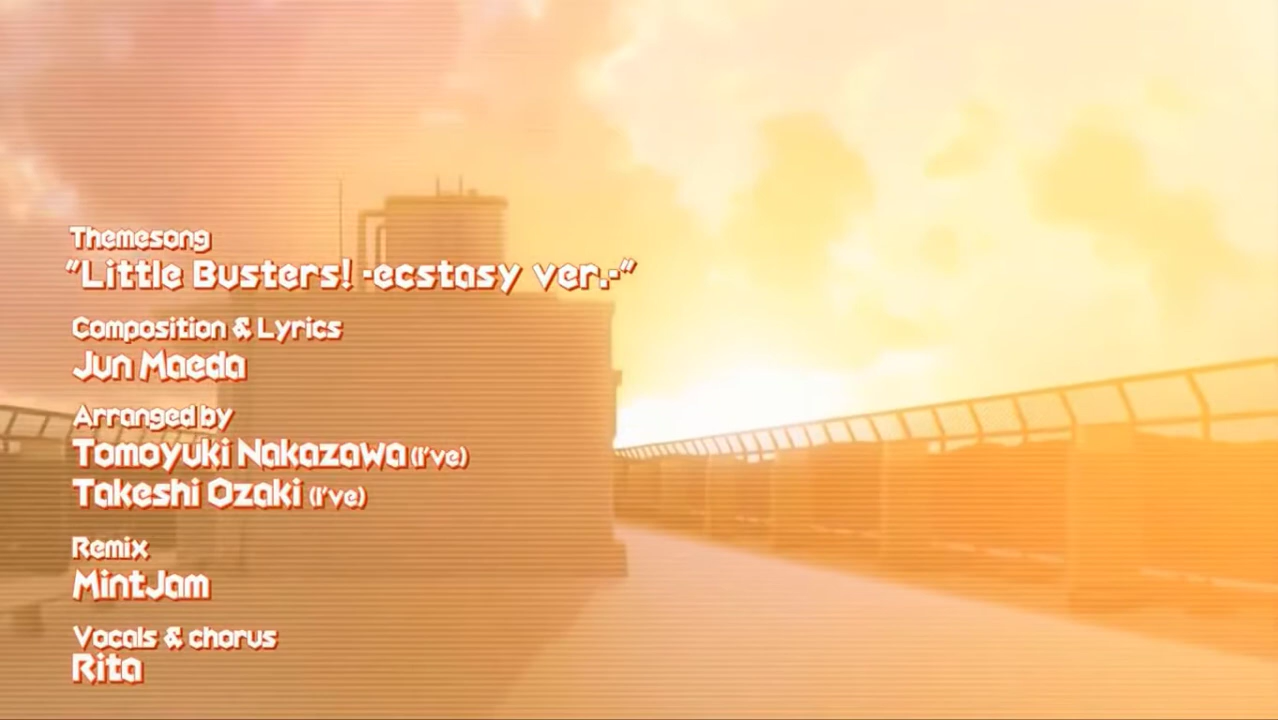 Themesong
"Little Busters! -ecstasy ver.-"
Composition & Lyrics
Jun Maeda
Arranged by
Tomoyuki Nakazawa (I've)
Takeshi Ozaki (I've)
Remix
MintJam
Vocals & chorus
Rita